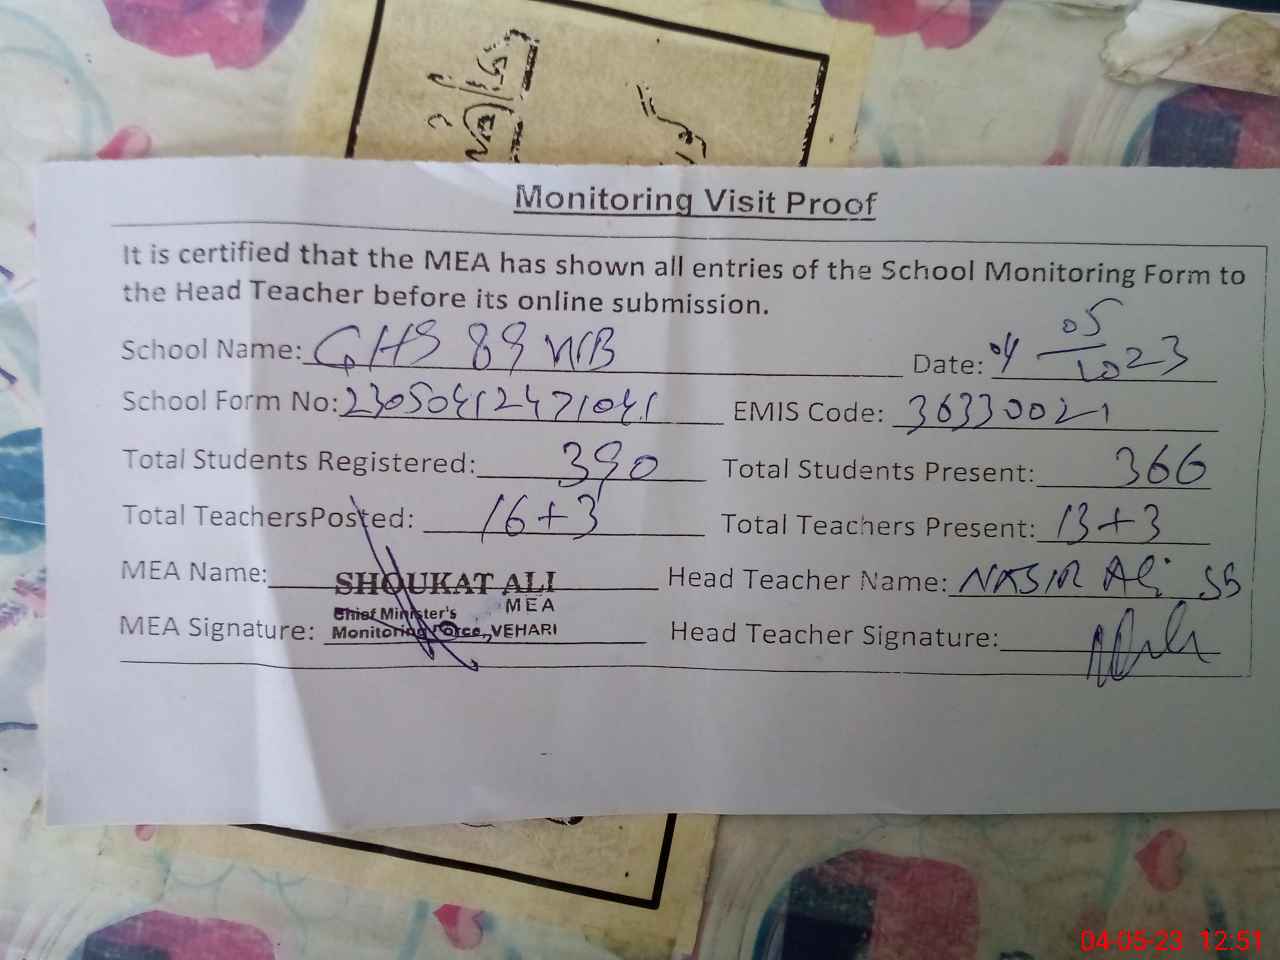 Monitoring Visit Proof
It is certified that the MEA has shown all entries of the School Monitoring Form to
the Head Teacher before its online submission.
School Name: GHS 89 WB Date: 04/05/2023
School Form No: 23050412471041 EMIS Code: 36330021
Total Students Registered: 390 Total Students Present: 366
Total TeachersPosted: 16+3 Total Teachers Present: 13+3
MEA Name: SHOUKAT ALI Head Teacher Name: NASIR Ali SS
MEA
Chief Minister's
MEA Signature: Monitoring Force, VEHARI Head Teacher Signature:
04-05-23 12:51